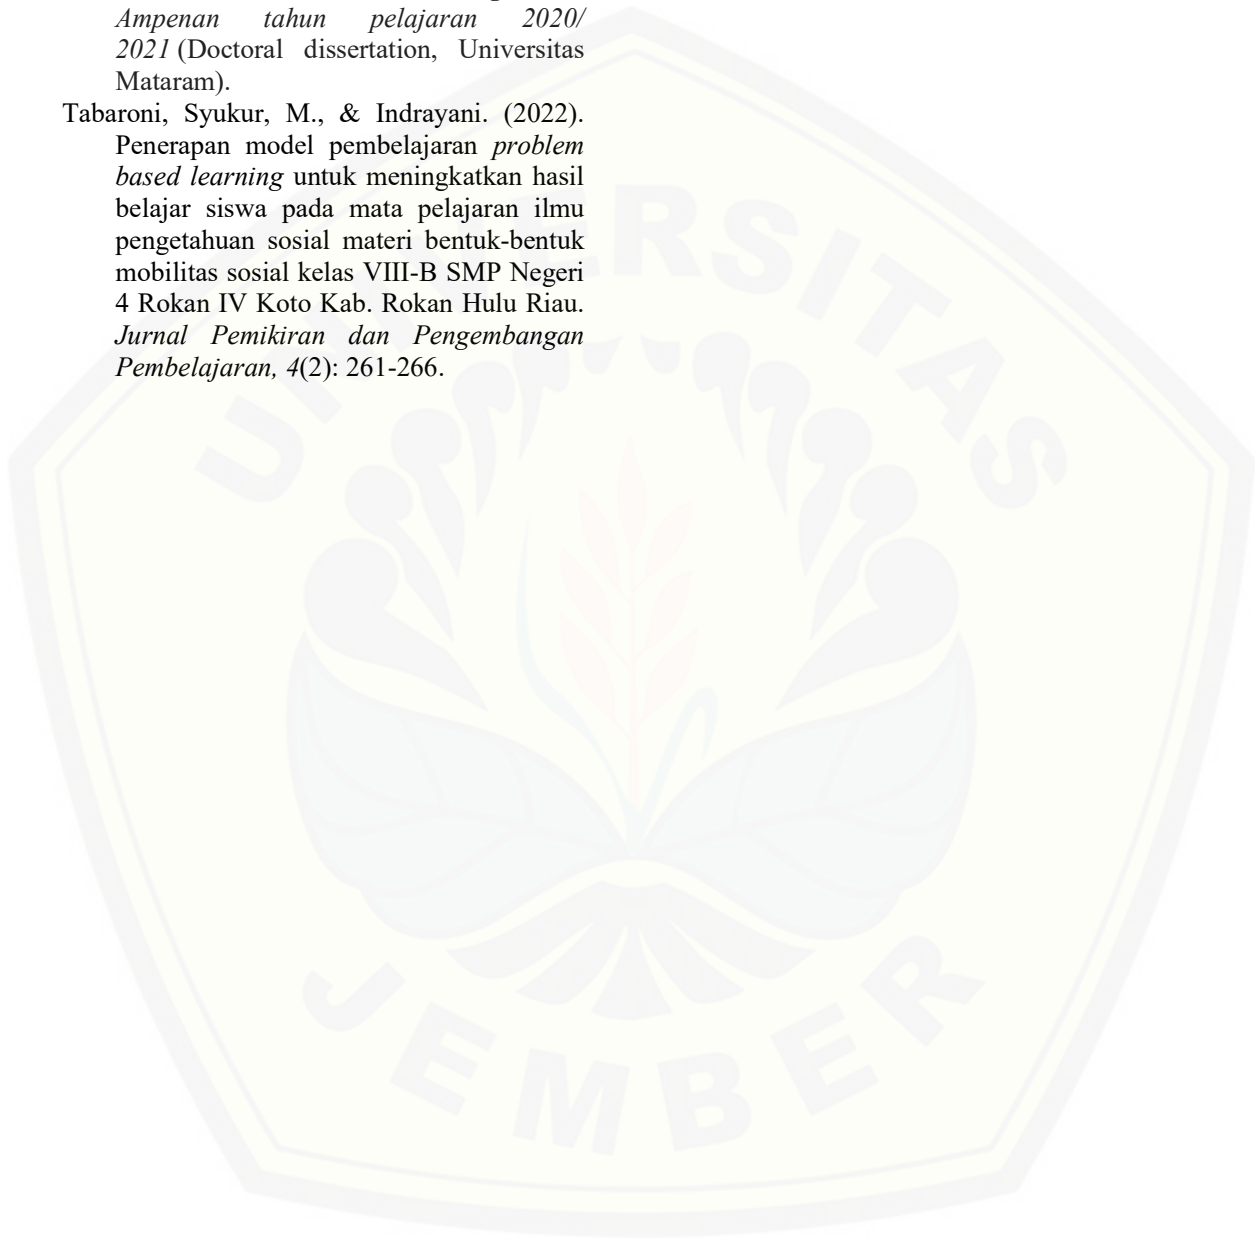 Ampenan tahun pelajaran 2020/
2021 (Doctoral dissertation, Universitas
Mataram).
Tabaroni, Syukur, M., & Indrayani. (2022).
Penerapan model pembelajaran problem
based learning untuk meningkatkan hasil
belajar siswa pada mata pelajaran ilmu
pengetahuan sosial materi bentuk-bentuk
mobilitas sosial kelas VIII-B SMP Negeri
4 Rokan IV Koto Kab. Rokan Hulu Riau.
Jurnal Pemikiran dan Pengembangan
Pembelajaran, 4(2): 261-266.
UNIVERSITAS
JEMBER